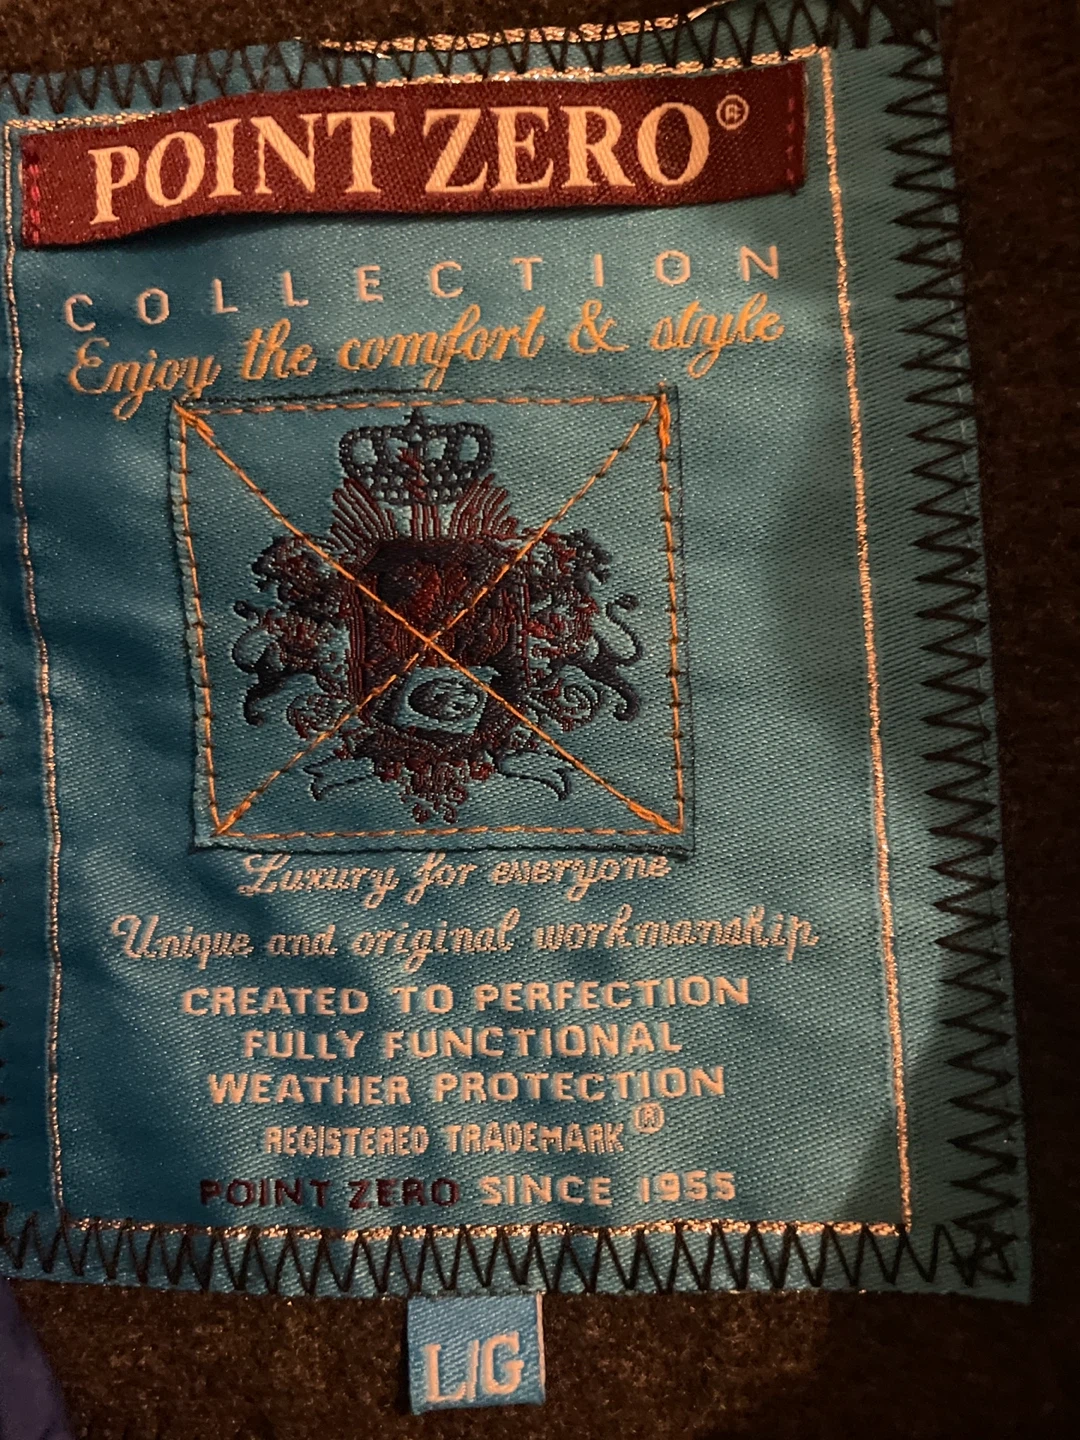 POINT ZERO®
COLLECTION
Enjoy the comfort & style
Luxury for everyone
Unique and original workmanship
CREATED TO PERFECTION
FULLY FUNCTIONAL
WEATHER PROTECTION
REGISTERED TRADEMARK®
POINT ZERO SINCE 1955
L/G